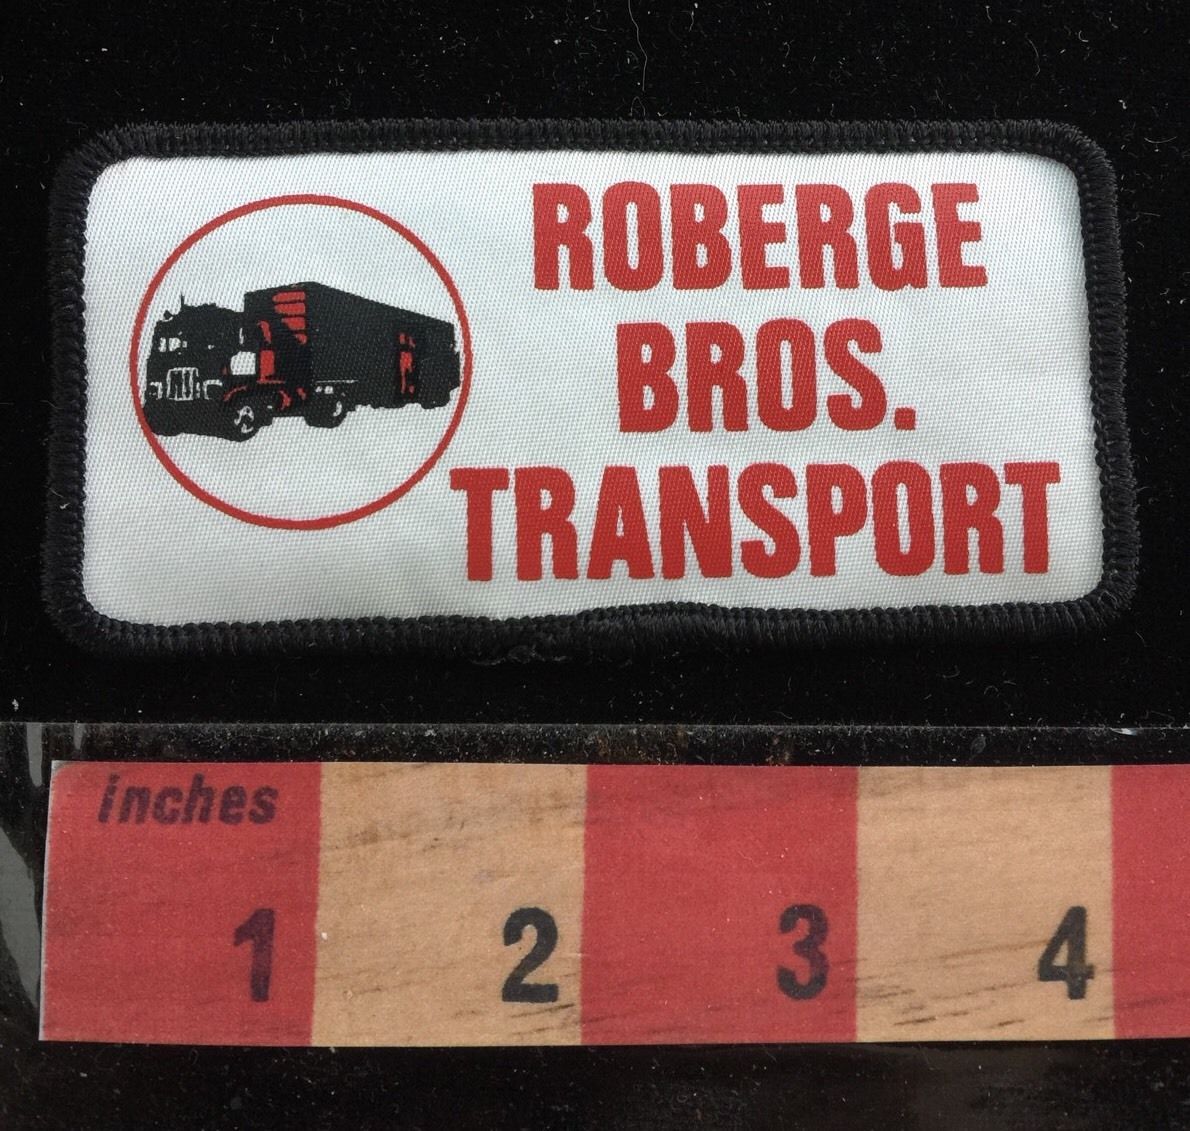 ROBERGE
BROS.
TRANSPORT
inches
1 2 3 4